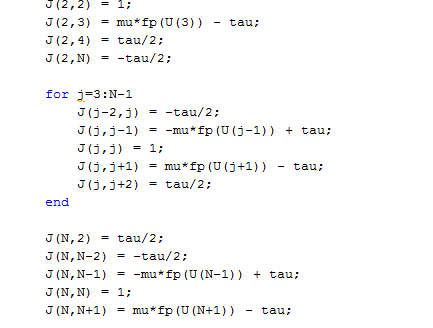 J(2,2) = 1;
J(2,3) = mu*fp(U(3)) - tau;
J(2,4) = tau/2;
J(2,N) = -tau/2;
for j=3:N-1
J(j-2,j) = -tau/2;
J(j,j-1) = -mu*fp(U(j-1)) + tau;
J(j,j) = 1;
J(j,j+1) = mu*fp(U(j+1)) - tau;
J(j,j+2) = tau/2;
end
J(N,2) = tau/2;
J(N,N-2) = -tau/2;
J(N,N-1) = -mu*fp(U(N-1)) + tau;
J(N,N) = 1;
J(N,N+1) = mu*fp(U(N+1)) - tau;